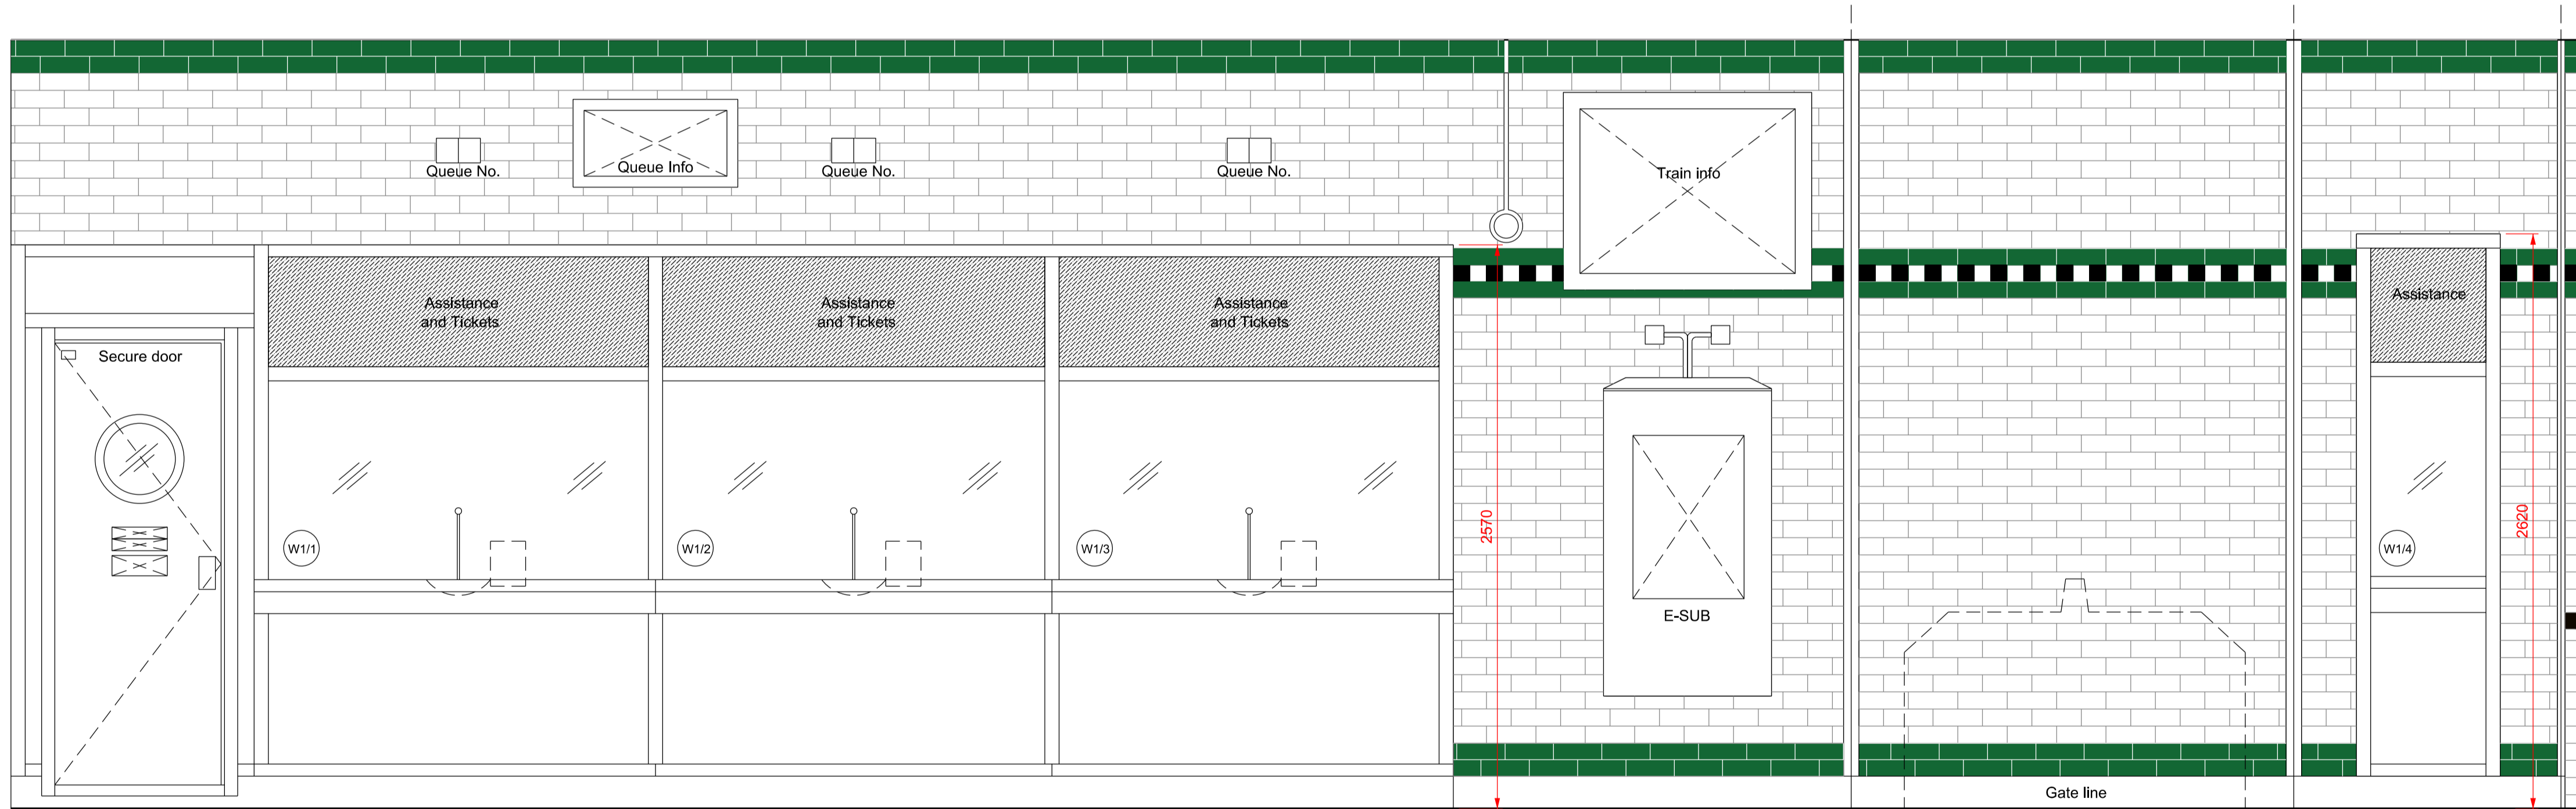 Queue No.
Queue Info
Queue No.
Queue No.
Train info
Assistance
and Tickets
Assistance
and Tickets
Assistance
and Tickets
Assistance
Secure door
2570
2620
W1/1
W1/2
W1/3
W1/4
E-SUB
Gate line